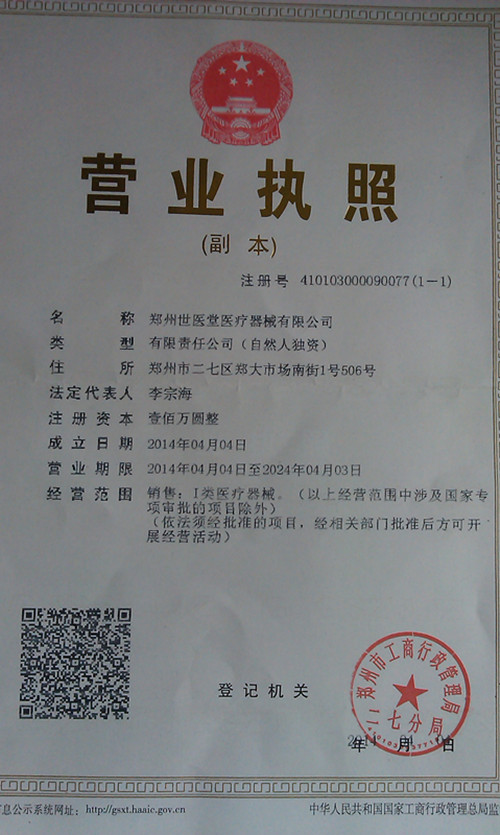 营业执照
(副 本)
注册号 410103000090077(1-1)
名称 郑州世医堂医疗器械有限公司
类型 有限责任公司(自然人独资)
住所 郑州市二七区郑大市场南街1号506号
法定代表人 李宗海
注册资本 壹佰万圆整
成立日期 2014年04月04日
营业期限 2014年04月04日至2024年04月03日
经营范围 销售:I类医疗器械。(以上经营范围中涉及国家专
项审批的项目除外)
(依法须经批准的项目,经相关部门批准后方可开
展经营活动)
登记机关
郑州市工商行政管理局
二七分局
2014年 04月 日
信息公示系统网址: http://gsxt.haaic.gov.cn
中华人民共和国国家工商行政管理总局监